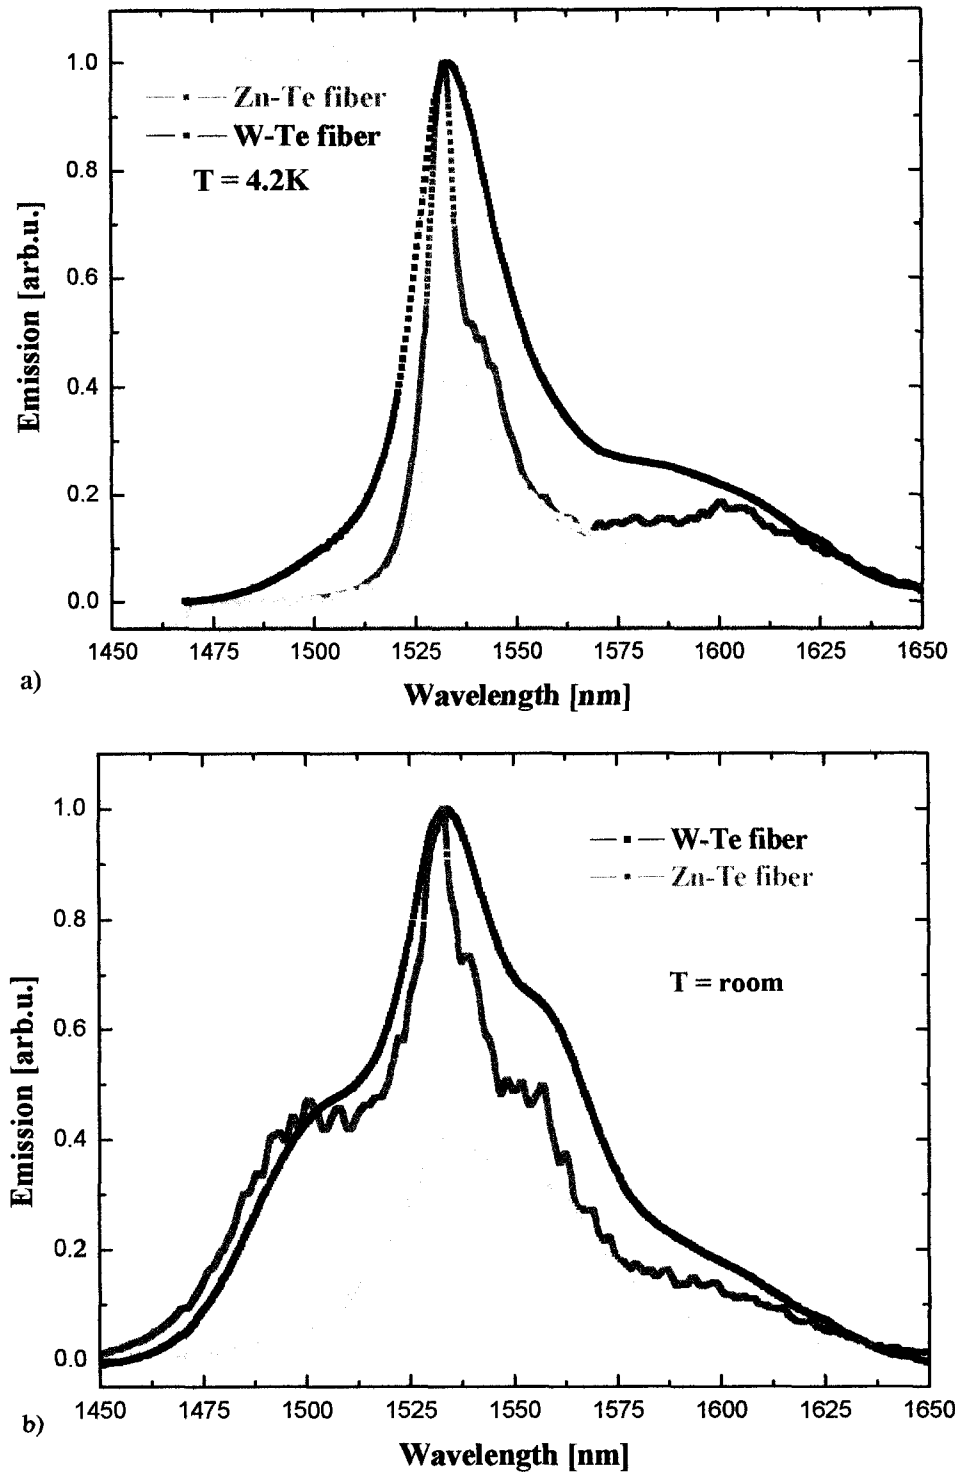 1.0
Zn-Te fiber
W-Te fiber
T = 4.2K
0.8
0.6
0.4
0.2
0.0
Emission [arb.u.]
1450 1475 1500 1525 1550 1575 1600 1625 1650
a)
Wavelength [nm]
1.0
W-Te fiber
Zn-Te fiber
0.8
T = room
0.6
0.4
0.2
0.0
Emission [arb.u.]
1450 1475 1500 1525 1550 1575 1600 1625 1650
b)
Wavelength [nm]